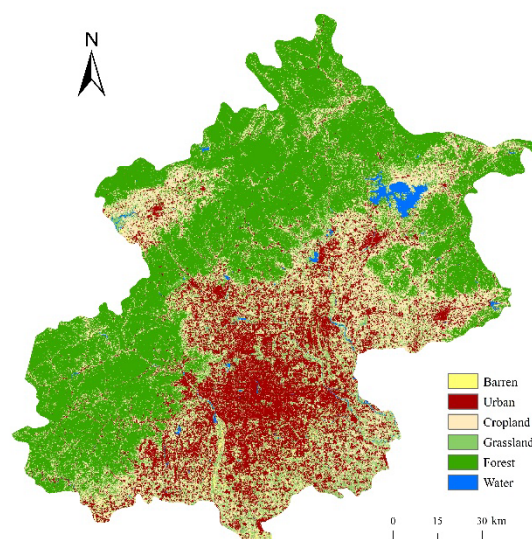 N
Barren
Urban
Cropland
Grassland
Forest
Water
0 15 30 km